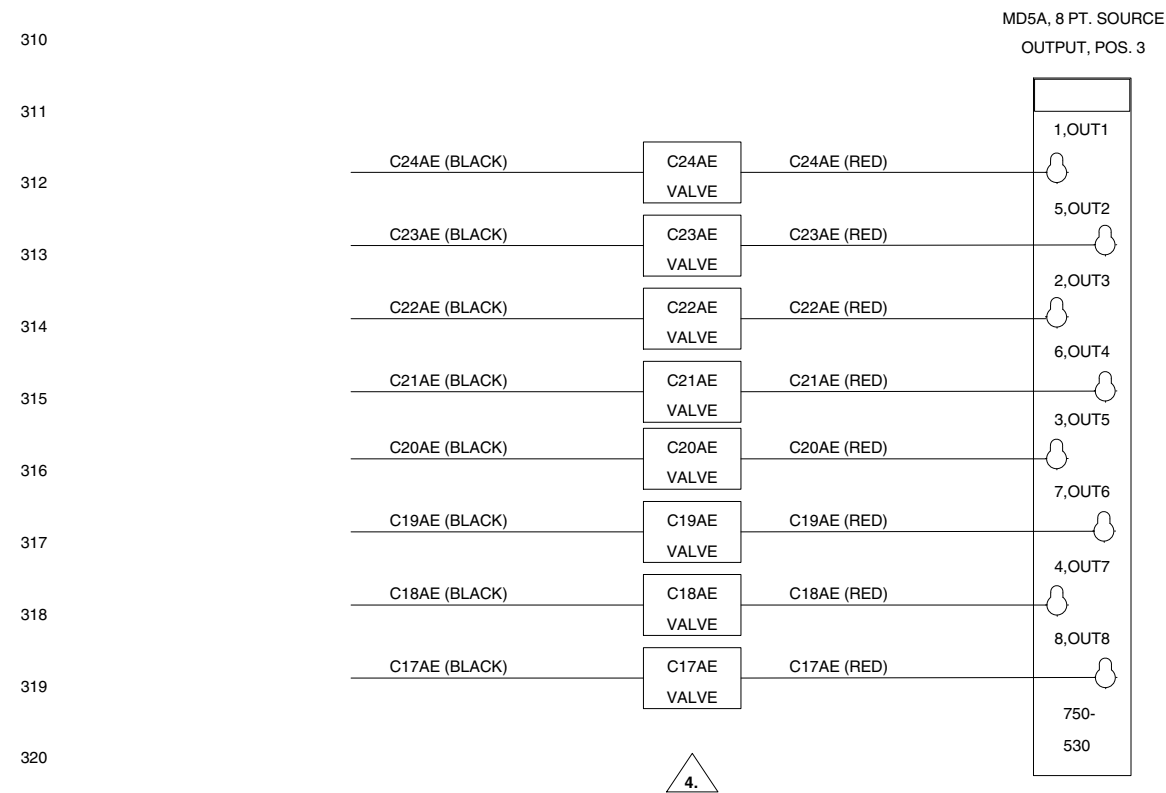 MD5A, 8 PT. SOURCE
310
OUTPUT, POS. 3
311
1,OUT1
C24AE (BLACK) C24AE C24AE (RED)
312
VALVE
5,OUT2
C23AE (BLACK) C23AE C23AE (RED)
313
VALVE
2,OUT3
C22AE (BLACK) C22AE C22AE (RED)
314
VALVE
6,OUT4
C21AE (BLACK) C21AE C21AE (RED)
315
VALVE
3,OUT5
C20AE (BLACK) C20AE C20AE (RED)
316
VALVE
7,OUT6
C19AE (BLACK) C19AE C19AE (RED)
317
VALVE
4,OUT7
C18AE (BLACK) C18AE C18AE (RED)
318
VALVE
8,OUT8
C17AE (BLACK) C17AE C17AE (RED)
319
VALVE
750-
530
320
4.